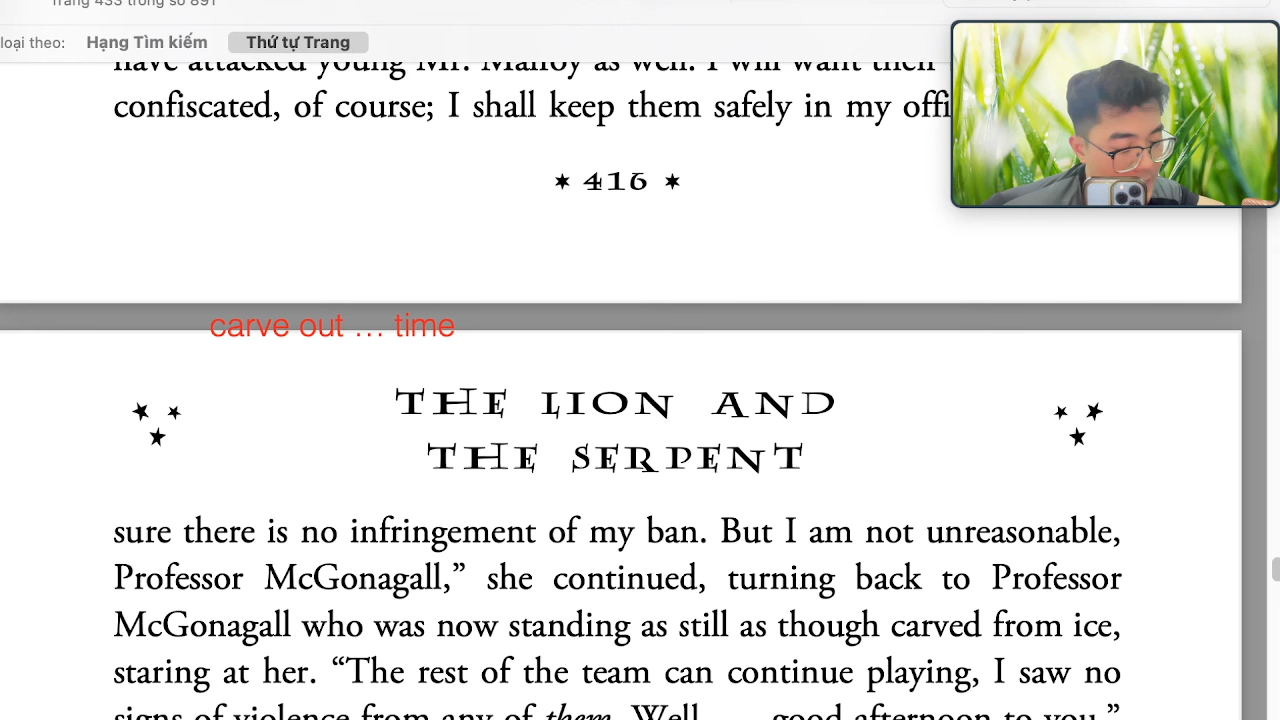 Trang 433 trong số 891
loại theo: Hạng Tìm kiếm Thứ tự Trang
have attacked young Mr. Malfoy as well. I will want their
confiscated, of course; I shall keep them safely in my offi
★ 416 ★
carve out … time
THE LION AND
THE SERPENT
sure there is no infringement of my ban. But I am not unreasonable,
Professor McGonagall,” she continued, turning back to Professor
McGonagall who was now standing as still as though carved from ice,
staring at her. “The rest of the team can continue playing, I saw no
signs of violence from any of them. Well . . . good afternoon to you.”